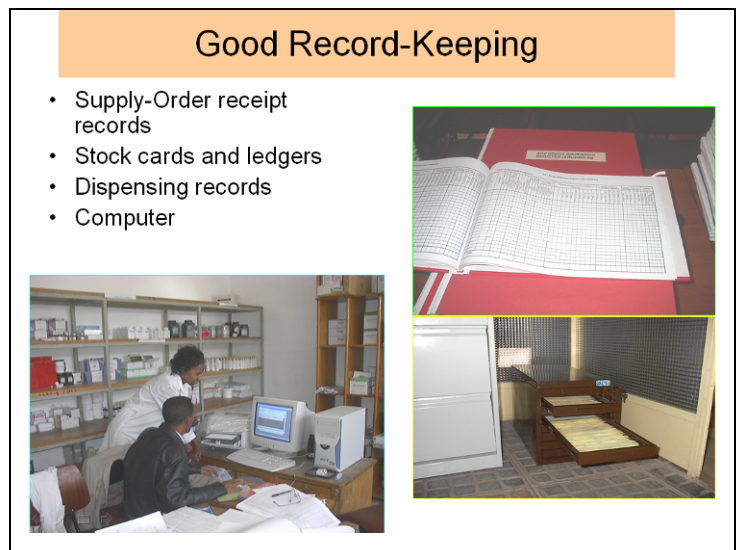 Good Record-Keeping
• Supply-Order receipt
records
• Stock cards and ledgers
• Dispensing records
• Computer